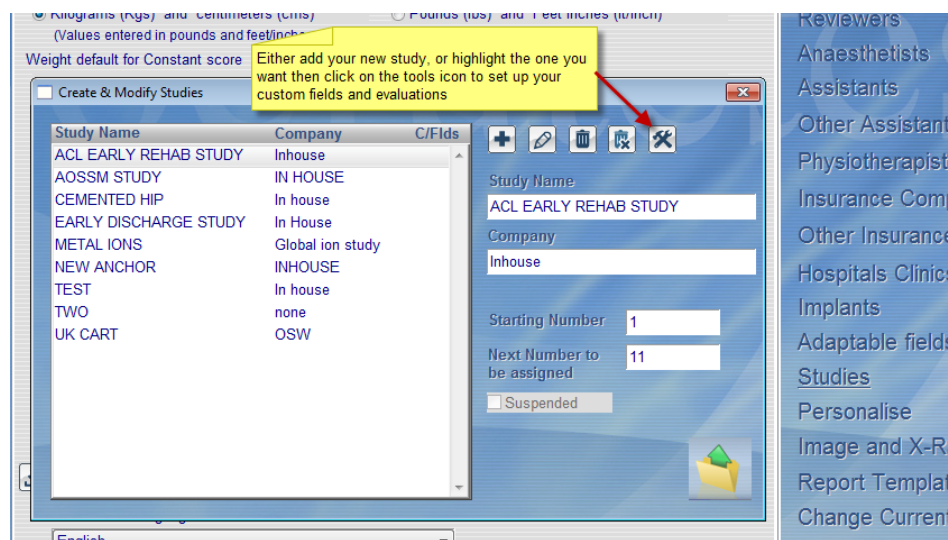 Kilograms (Kgs) and centimeters (cms)
Pounds (lbs) and Feet Inches (ft/inch)
(Values entered in pounds and feet/inche
Weight default for Constant score
Either add your new study, or highlight the one you
want then click on the tools icon to set up your
custom fields and evaluations
Create & Modify Studies
Study Name Company C/Flds
ACL EARLY REHAB STUDY Inhouse
AOSSM STUDY IN HOUSE
CEMENTED HIP In house
EARLY DISCHARGE STUDY In House
METAL IONS Global ion study
NEW ANCHOR INHOUSE
TEST In house
TWO none
UK CART OSW
Study Name
ACL EARLY REHAB STUDY
Company
Inhouse
Starting Number 1
Next Number to
be assigned
11
Suspended
English
Reviewers
Anaesthetists
Assistants
Other Assistant
Physiotherapist
Insurance Com
Other Insurance
Hospitals Clinics
Implants
Adaptable fields
Studies
Personalise
Image and X-R
Report Templat
Change Current